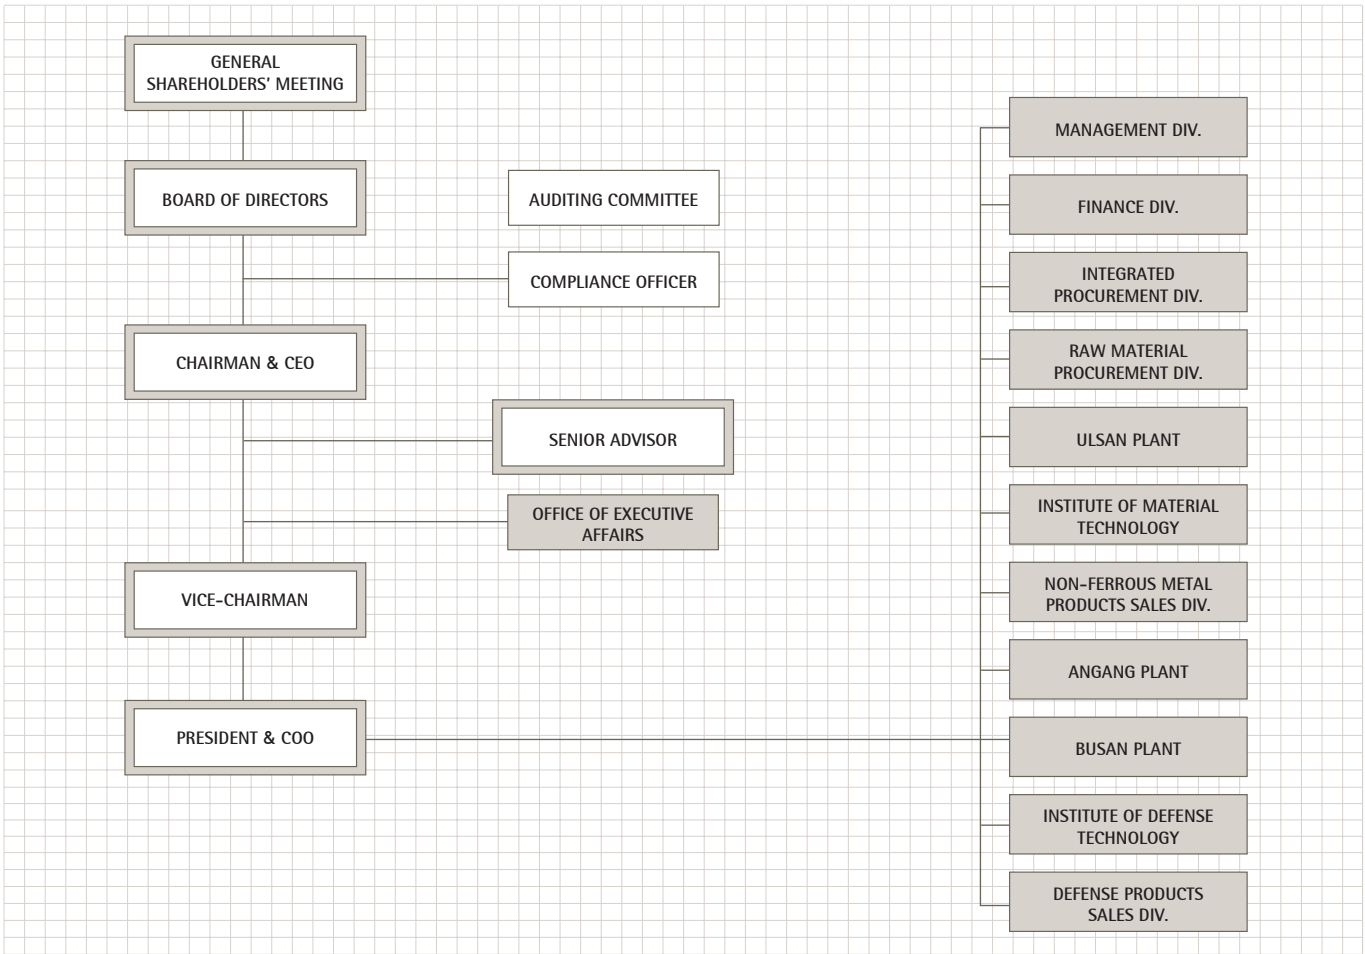 GENERAL
SHAREHOLDERS' MEETING
BOARD OF DIRECTORS
AUDITING COMMITTEE
COMPLIANCE OFFICER
CHAIRMAN & CEO
SENIOR ADVISOR
OFFICE OF EXECUTIVE
AFFAIRS
VICE-CHAIRMAN
PRESIDENT & COO
MANAGEMENT DIV.
FINANCE DIV.
INTEGRATED
PROCUREMENT DIV.
RAW MATERIAL
PROCUREMENT DIV.
ULSAN PLANT
INSTITUTE OF MATERIAL
TECHNOLOGY
NON-FERROUS METAL
PRODUCTS SALES DIV.
ANGANG PLANT
BUSAN PLANT
INSTITUTE OF DEFENSE
TECHNOLOGY
DEFENSE PRODUCTS
SALES DIV.